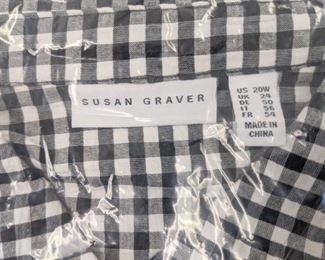 SUSAN GRAVER
US 20W
UK 24
DE 50
IT 56
FR 54
MADE IN
CHINA